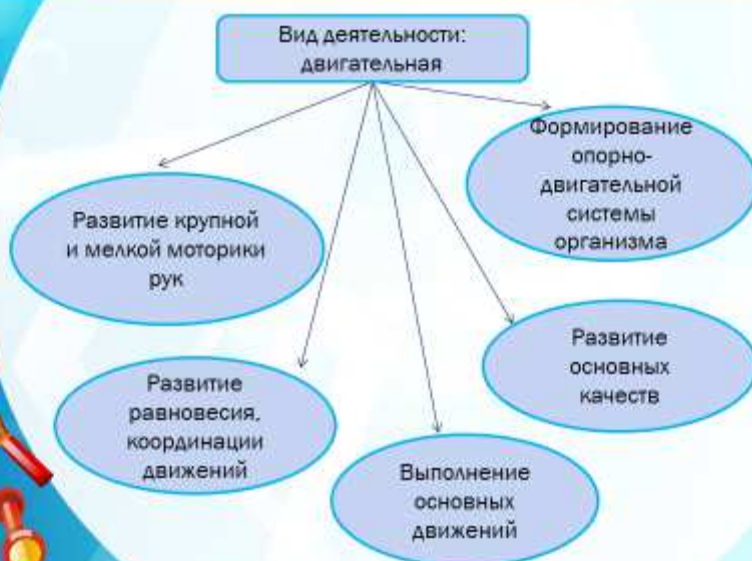 Вид деятельности:
двигательная
Формирование
опорно-
двигательной
системы
организма
Развитие крупной
и мелкой моторики
рук
Развитие
основных
качеств
Развитие
равновесия,
координации
движений
Выполнение
основных
движений